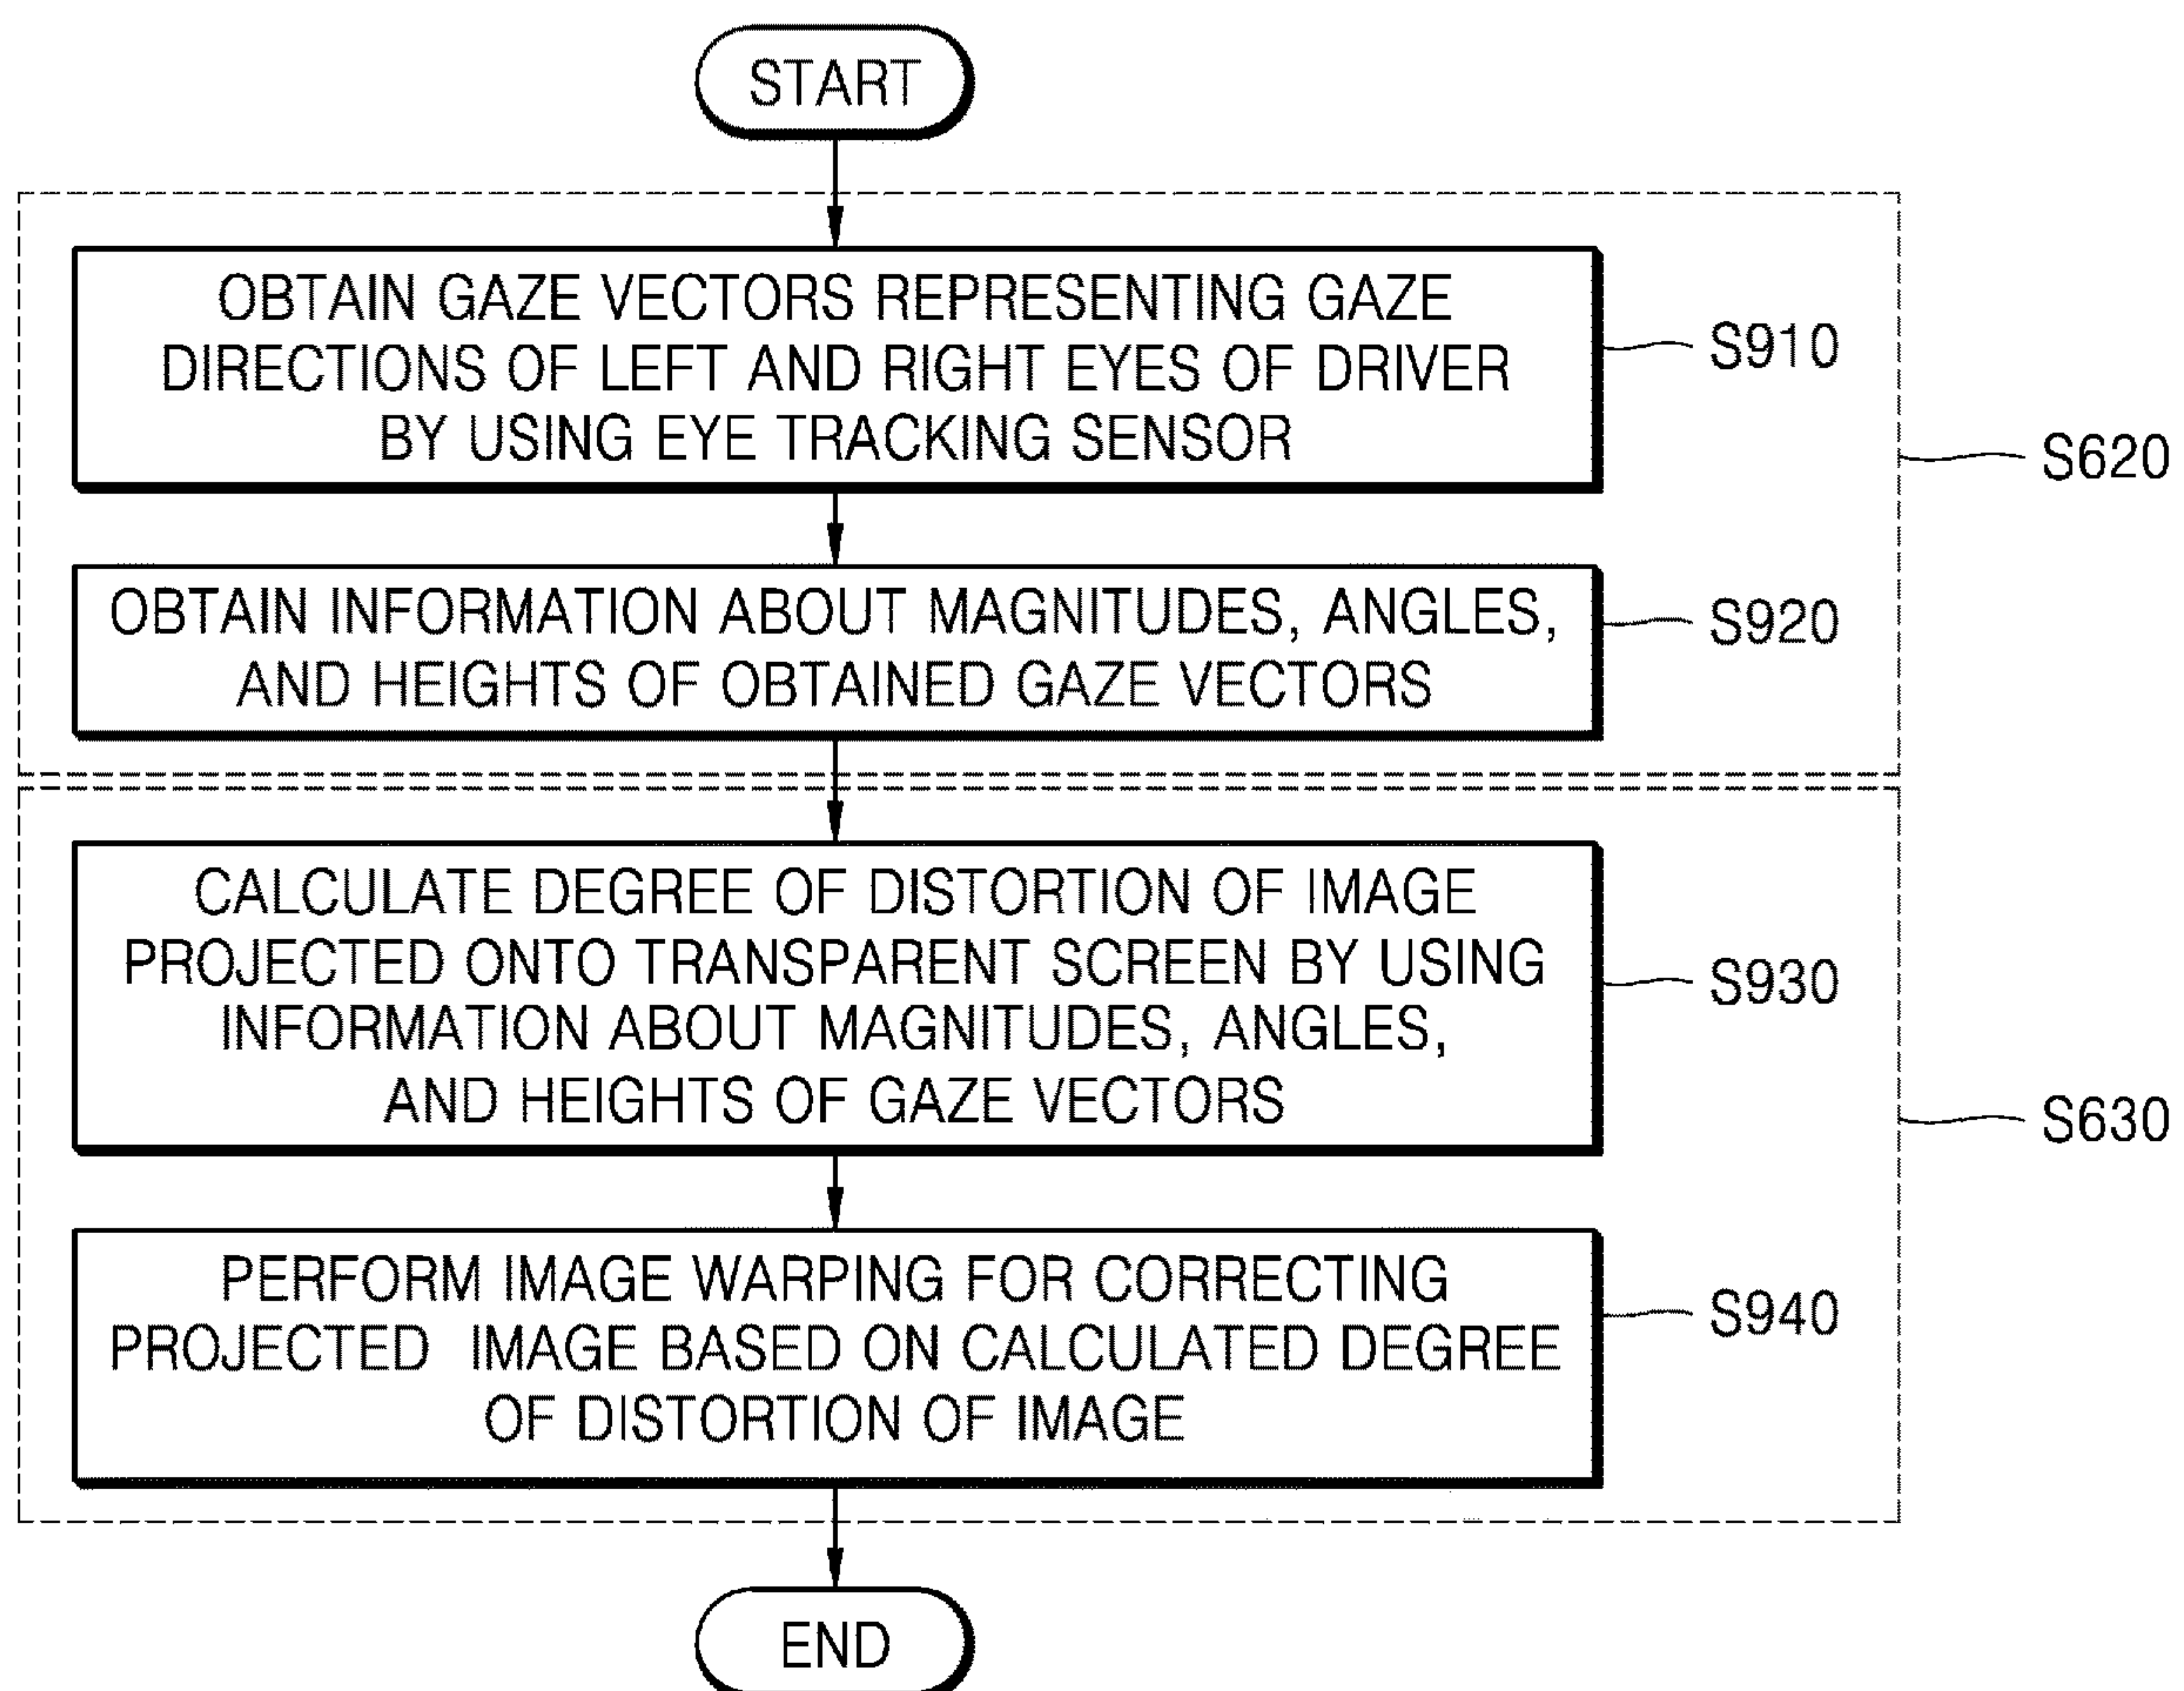 START
OBTAIN GAZE VECTORS REPRESENTING GAZE
DIRECTIONS OF LEFT AND RIGHT EYES OF DRIVER
BY USING EYE TRACKING SENSOR
S910
S620
OBTAIN INFORMATION ABOUT MAGNITUDES, ANGLES,
AND HEIGHTS OF OBTAINED GAZE VECTORS
S920
CALCULATE DEGREE OF DISTORTION OF IMAGE
PROJECTED ONTO TRANSPARENT SCREEN BY USING
INFORMATION ABOUT MAGNITUDES, ANGLES,
AND HEIGHTS OF GAZE VECTORS
S930
S630
PERFORM IMAGE WARPING FOR CORRECTING
PROJECTED IMAGE BASED ON CALCULATED DEGREE
OF DISTORTION OF IMAGE
S940
END